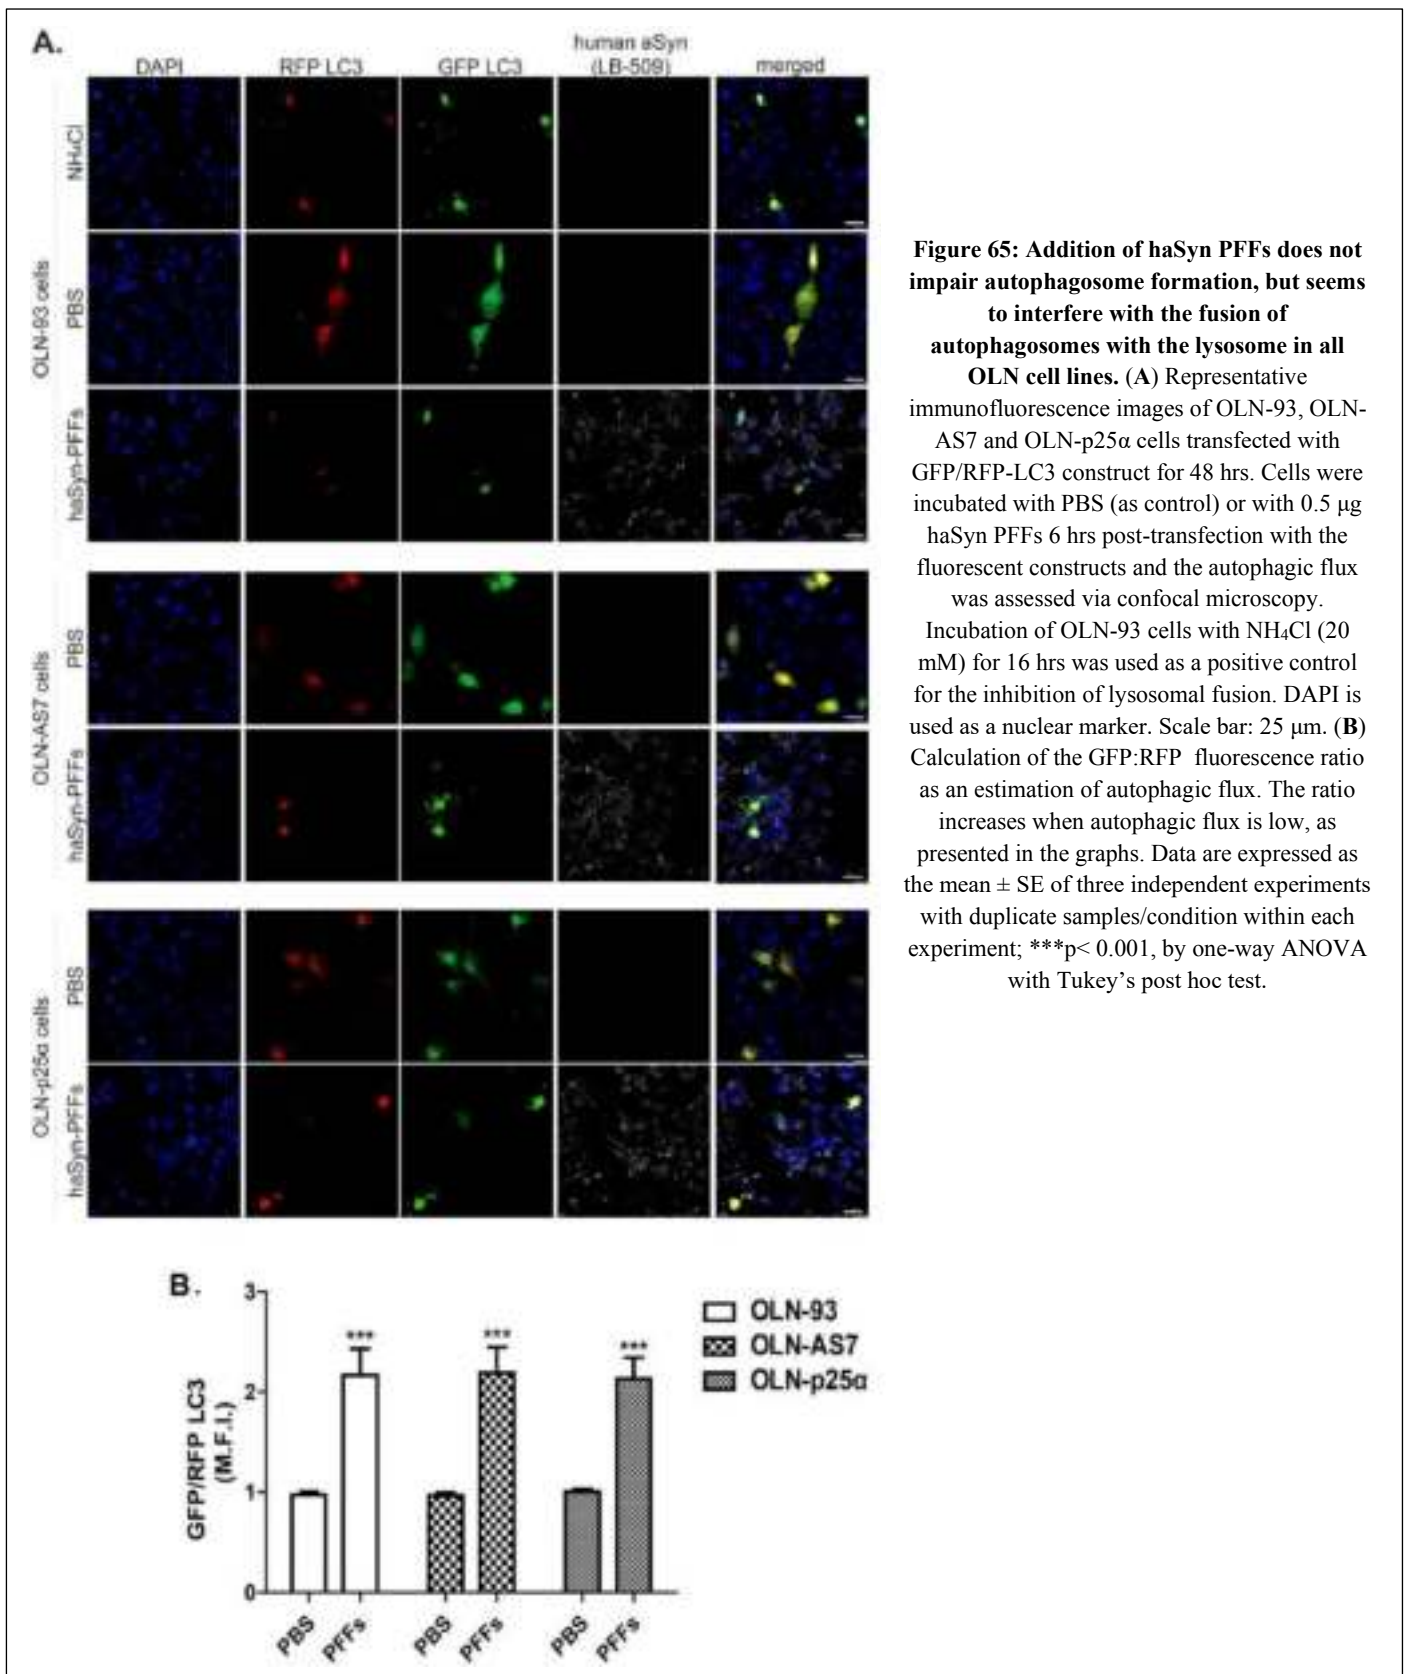 A.
DAPI
RFP LC3
GFP LC3
human aSyn
(LB-509)
merged
OLN-93 cells
NH₄Cl
PBS
haSyn-PFFs
OLN-AS7 cells
PBS
haSyn-PFFs
OLN-p25α cells
PBS
haSyn-PFFs
Figure 65: Addition of haSyn PFFs does not
impair autophagosome formation, but seems
to interfere with the fusion of
autophagosomes with the lysosome in all
OLN cell lines. (A) Representative
immunofluorescence images of OLN-93, OLN-
AS7 and OLN-p25α cells transfected with
GFP/RFP-LC3 construct for 48 hrs. Cells were
incubated with PBS (as control) or with 0.5 μg
haSyn PFFs 6 hrs post-transfection with the
fluorescent constructs and the autophagic flux
was assessed via confocal microscopy.
Incubation of OLN-93 cells with NH₄Cl (20
mM) for 16 hrs was used as a positive control
for the inhibition of lysosomal fusion. DAPI is
used as a nuclear marker. Scale bar: 25 μm. (B)
Calculation of the GFP:RFP fluorescence ratio
as an estimation of autophagic flux. The ratio
increases when autophagic flux is low, as
presented in the graphs. Data are expressed as
the mean ± SE of three independent experiments
with duplicate samples/condition within each
experiment; ***p< 0.001, by one-way ANOVA
with Tukey’s post hoc test.
B.
GFP/RFP LC3
(M.F.I.)
3
2
1
0
***
***
***
PBS
PFFs
PBS
PFFs
PBS
PFFs
OLN-93
OLN-AS7
OLN-p25α